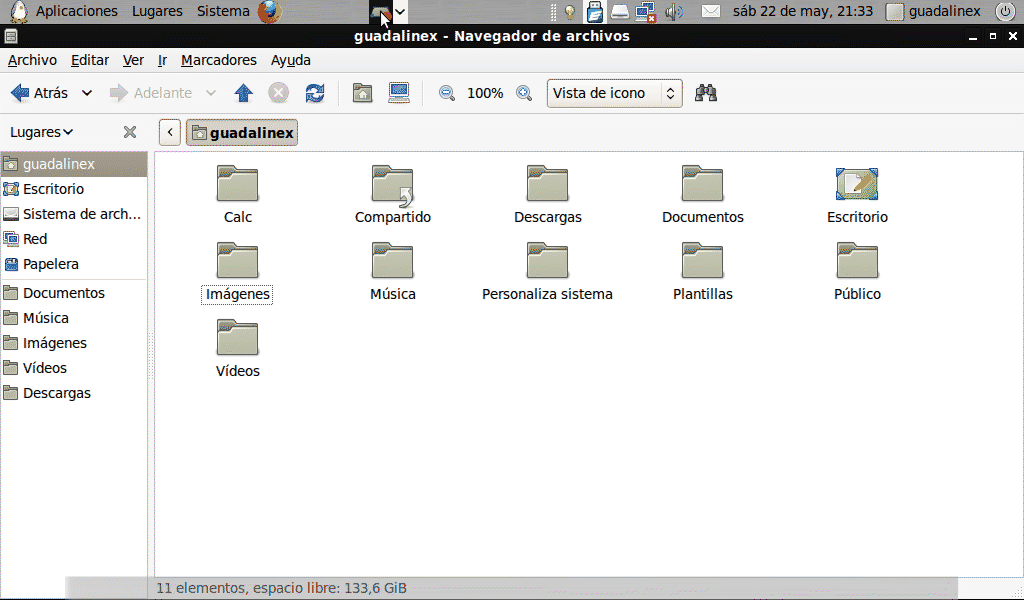 Aplicaciones Lugares Sistema sáb 22 de may, 21:33 guadalinex
guadalinex - Navegador de archivos
Archivo Editar Ver Ir Marcadores Ayuda
Atrás Adelante 100% Vista de icono
Lugares guadalinex
guadalinex
Escritorio
Sistema de arch...
Red
Papelera
Documentos
Música
Imágenes
Vídeos
Descargas
Calc Compartido Descargas Documentos Escritorio
Imágenes Música Personaliza sistema Plantillas Público
Vídeos
11 elementos, espacio libre: 133,6 GiB